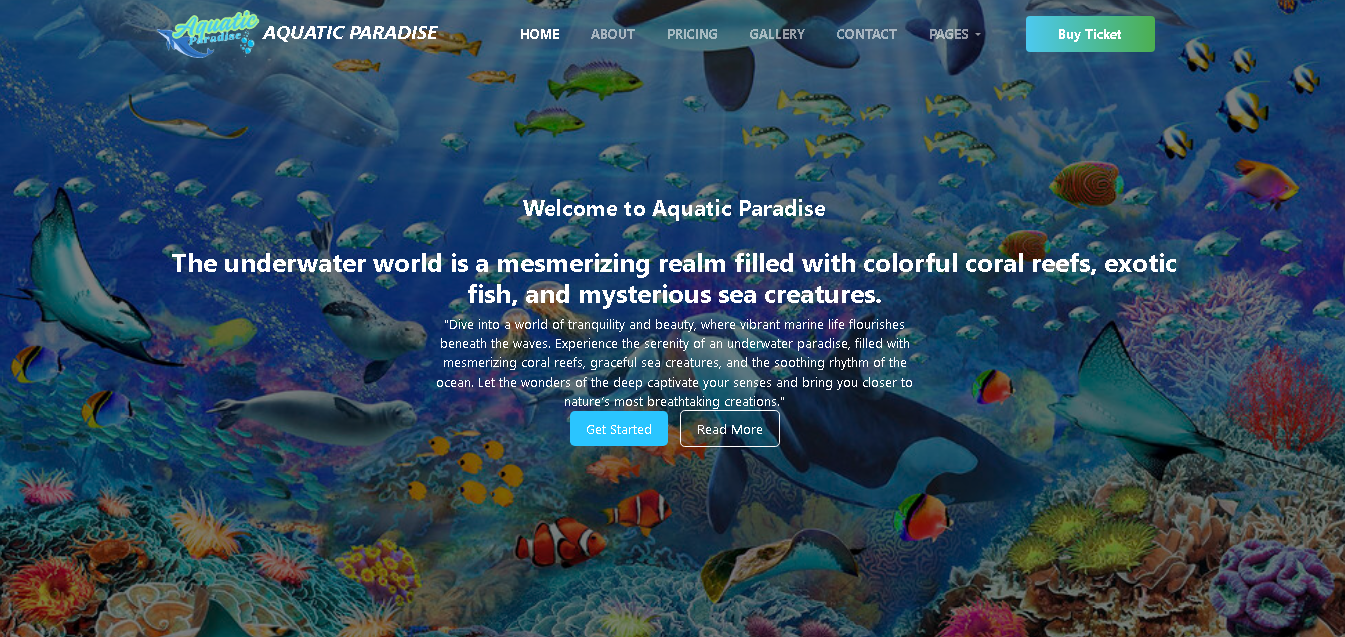 Aquatic
Paradise
AQUATIC PARADISE
HOME
ABOUT
PRICING
GALLERY
CONTACT
PAGES
Buy Ticket
Welcome to Aquatic Paradise
The underwater world is a mesmerizing realm filled with colorful coral reefs, exotic
fish, and mysterious sea creatures.
"Dive into a world of tranquility and beauty, where vibrant marine life flourishes
beneath the waves. Experience the serenity of an underwater paradise, filled with
mesmerizing coral reefs, graceful sea creatures, and the soothing rhythm of the
ocean. Let the wonders of the deep captivate your senses and bring you closer to
nature's most breathtaking creations."
Get Started
Read More